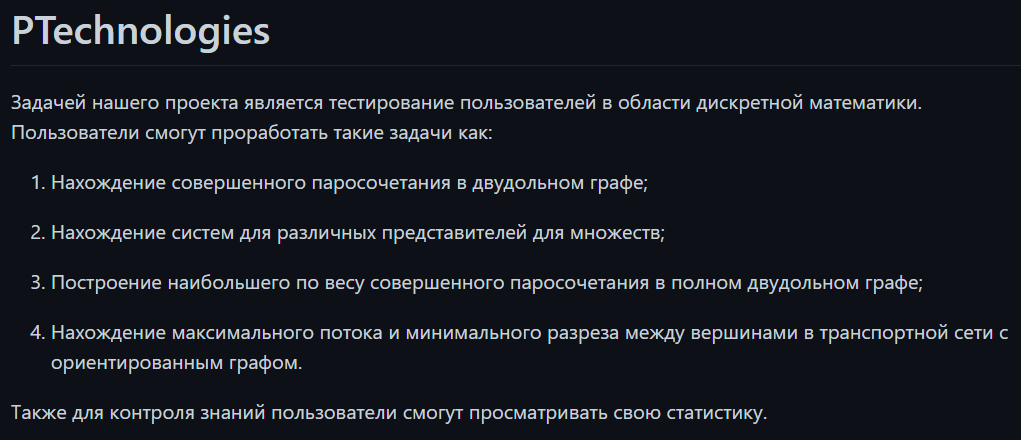 PTechnologies
Задачей нашего проекта является тестирование пользователей в области дискретной математики.
Пользователи смогут проработать такие задачи как:
1. Нахождение совершенного паросочетания в двудольном графе;
2. Нахождение систем для различных представителей для множеств;
3. Построение наибольшего по весу совершенного паросочетания в полном двудольном графе;
4. Нахождение максимального потока и минимального разреза между вершинами в транспортной сети с
ориентированным графом.
Также для контроля знаний пользователи смогут просматривать свою статистику.